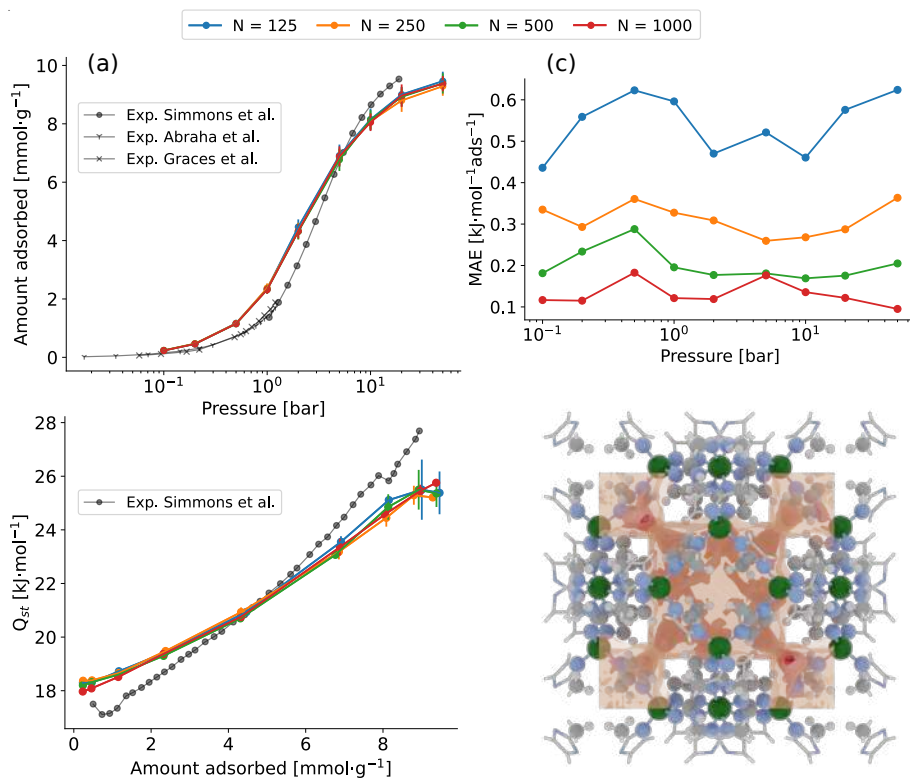 N = 125 N = 250 N = 500 N = 1000
(a)
10
8
6
4
2
0
Amount adsorbed [mmol·g⁻¹]
Exp. Simmons et al.
Exp. Abraha et al.
Exp. Graces et al.
10⁻¹ 10⁰ 10¹
Pressure [bar]
(c)
0.6
0.5
0.4
0.3
0.2
0.1
MAE [kJ·mol⁻¹ads⁻¹]
10⁻¹ 10⁰ 10¹
Pressure [bar]
28
26
24
22
20
18
Qst [kJ·mol⁻¹]
Exp. Simmons et al.
0 2 4 6 8
Amount adsorbed [mmol·g⁻¹]